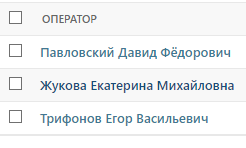 ОПЕРАТОР
Павловский Давид Фёдорович
Жукова Екатерина Михайловна
Трифонов Егор Васильевич